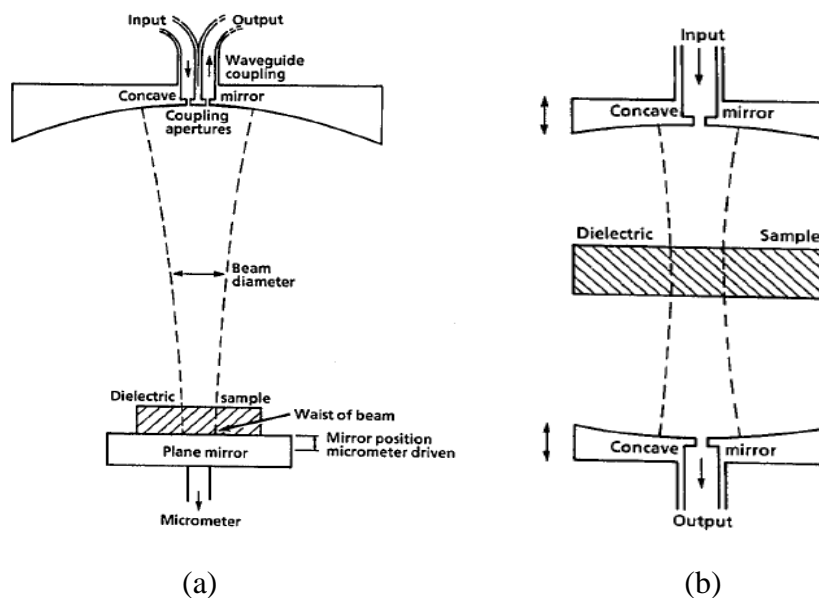 Input
Output
Waveguide
coupling
Concave
mirror
Coupling
apertures
Beam
diameter
Dielectric
sample
Waist of beam
Plane mirror
Mirror position
micrometer driven
Micrometer
(a)
Input
Concave
mirror
Dielectric
Sample
Concave
mirror
Output
(b)